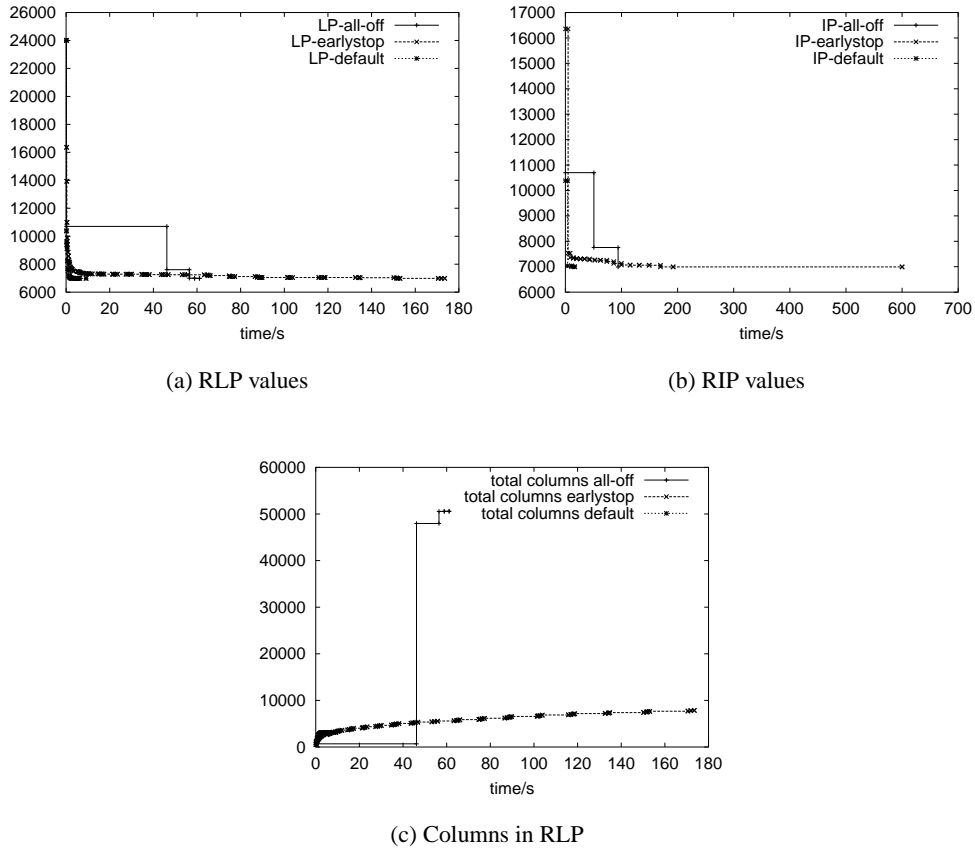 24000
22000
20000
18000
16000
14000
12000
10000
8000
6000
0 20 40 60 80 100 120 140 160 180
time/s
LP-all-off
LP-earlystop
LP-default
(a) RLP values
17000
16000
15000
14000
13000
12000
11000
10000
9000
8000
7000
6000
0 100 200 300 400 500 600 700
time/s
IP-all-off
IP-earlystop
IP-default
(b) RIP values
60000
50000
40000
30000
20000
10000
0
0 20 40 60 80 100 120 140 160 180
time/s
total columns all-off
total columns earlystop
total columns default
(c) Columns in RLP